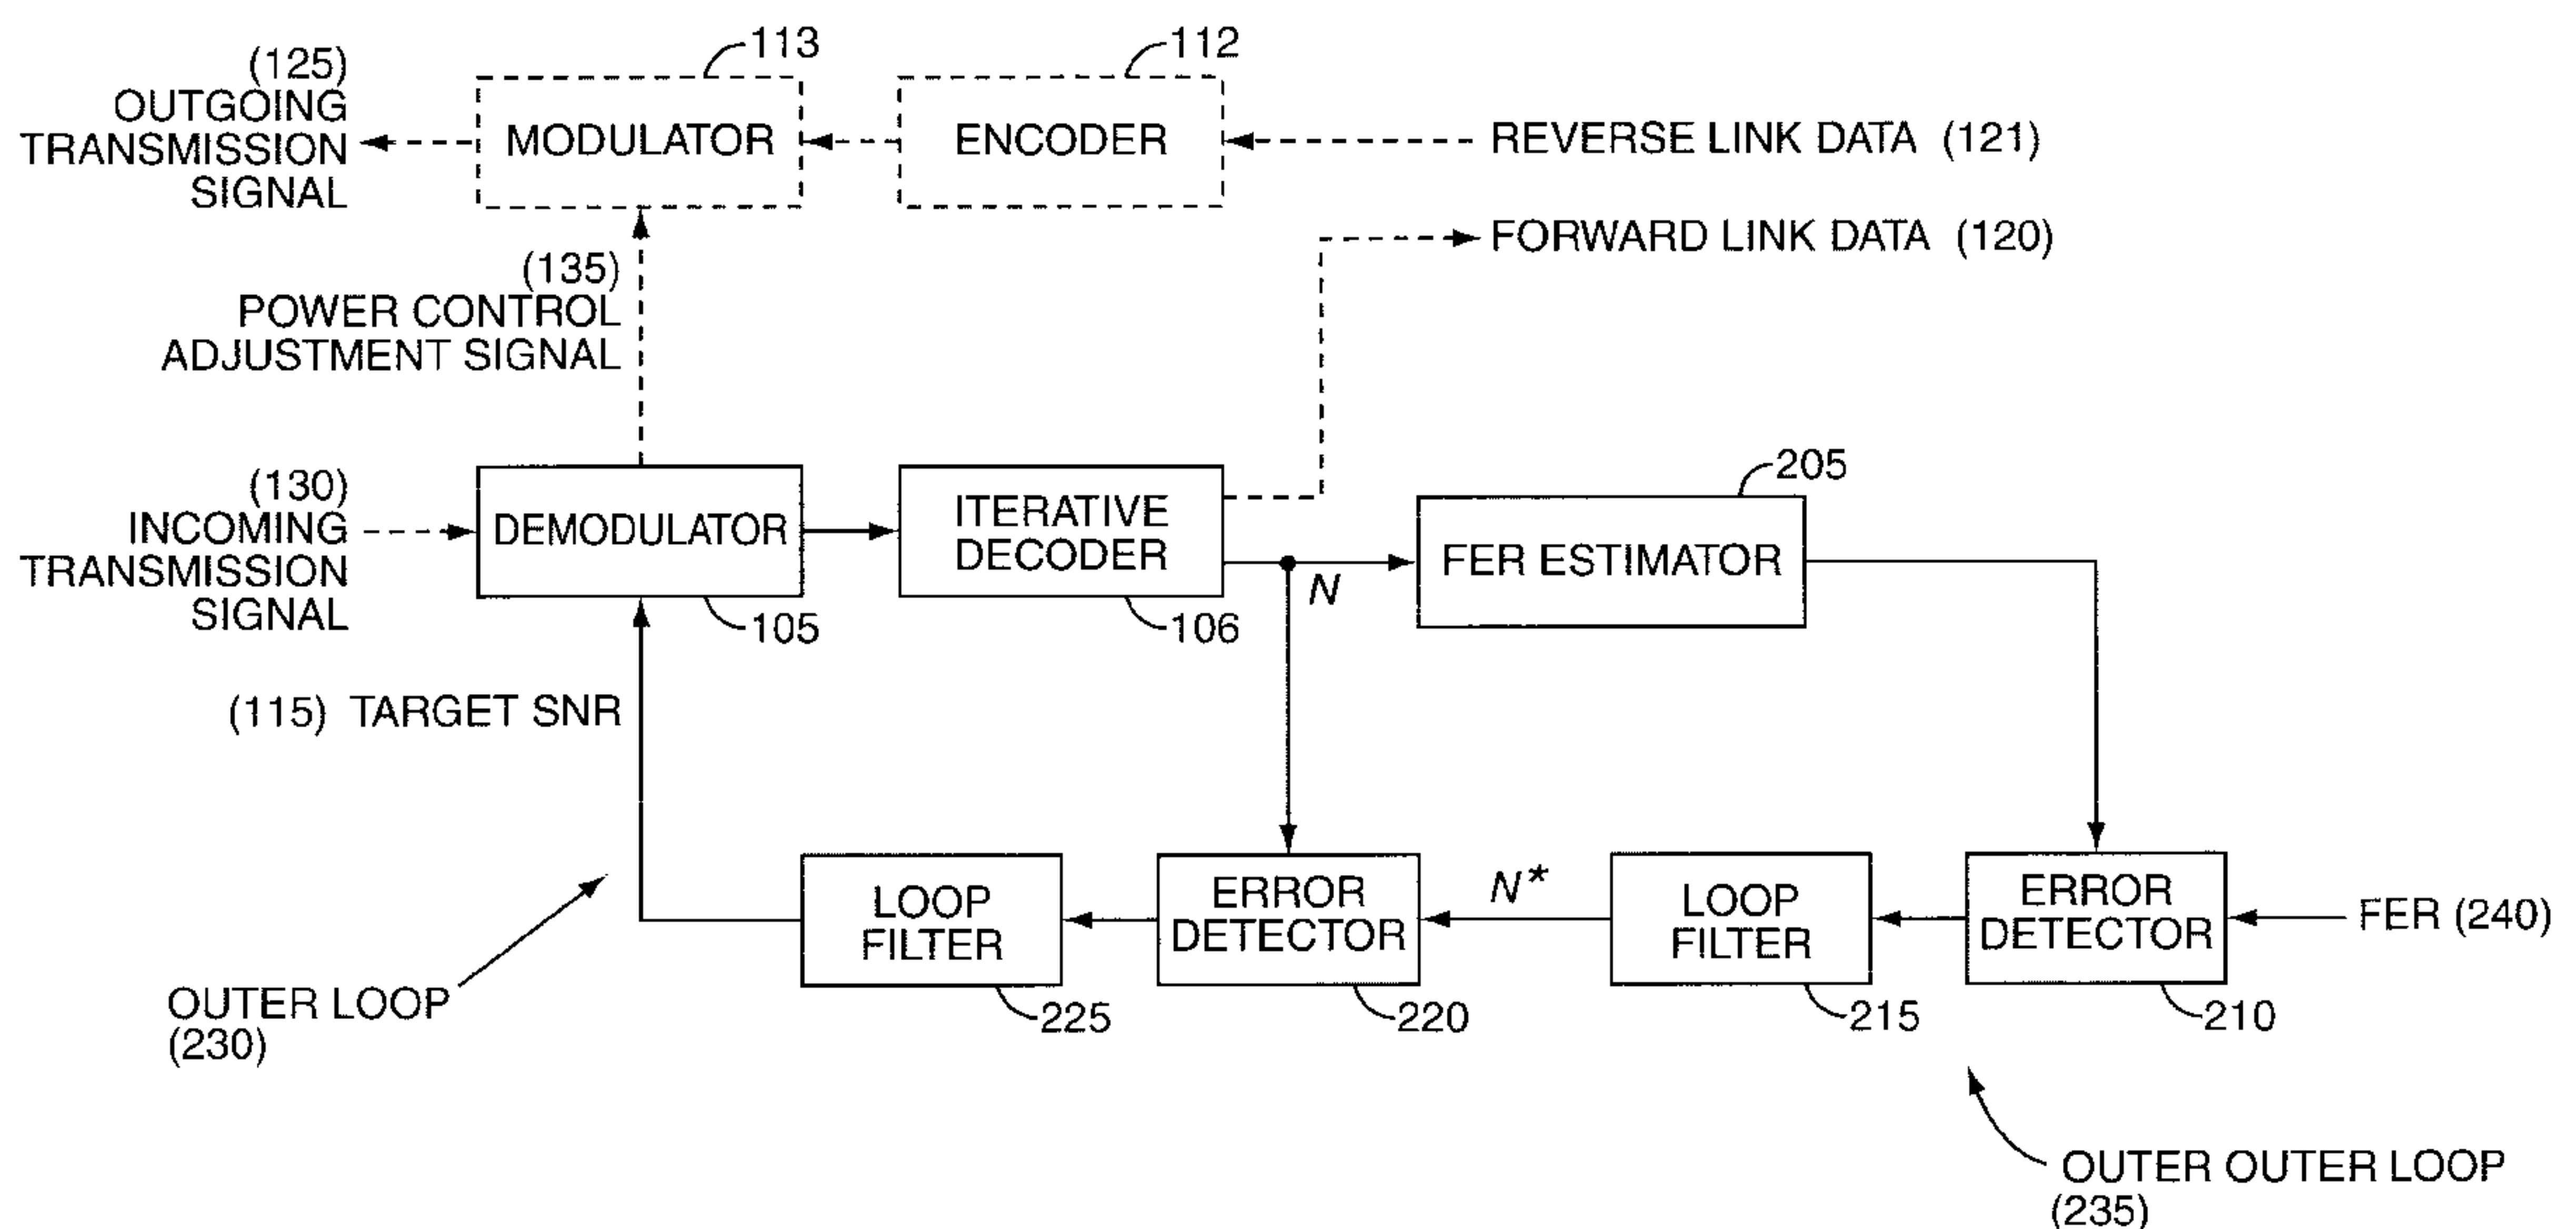 113
112
(125)
OUTGOING
TRANSMISSION
SIGNAL
MODULATOR
ENCODER
REVERSE LINK DATA (121)
FORWARD LINK DATA (120)
(135)
POWER CONTROL
ADJUSTMENT SIGNAL
(130)
INCOMING
TRANSMISSION
SIGNAL
DEMODULATOR
105
ITERATIVE
DECODER
106
N
205
FER ESTIMATOR
(115) TARGET SNR
LOOP
FILTER
225
ERROR
DETECTOR
220
N*
LOOP
FILTER
215
ERROR
DETECTOR
210
FER (240)
OUTER LOOP
(230)
OUTER OUTER LOOP
(235)